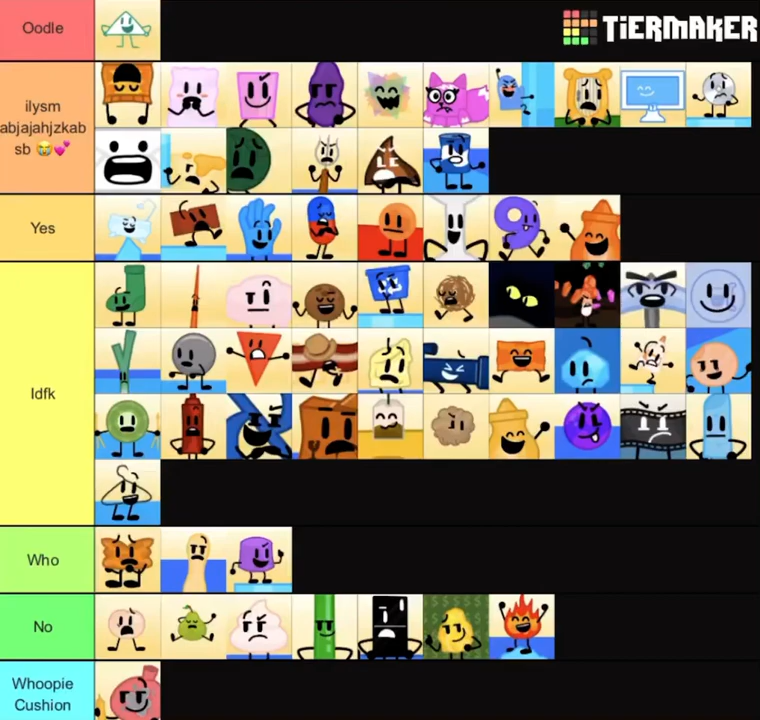 Oodle
TiERMAKER
ilysm
abjajahjzkab
sb 😭💕
Yes
Idfk
Who
No
Whoopie
Cushion